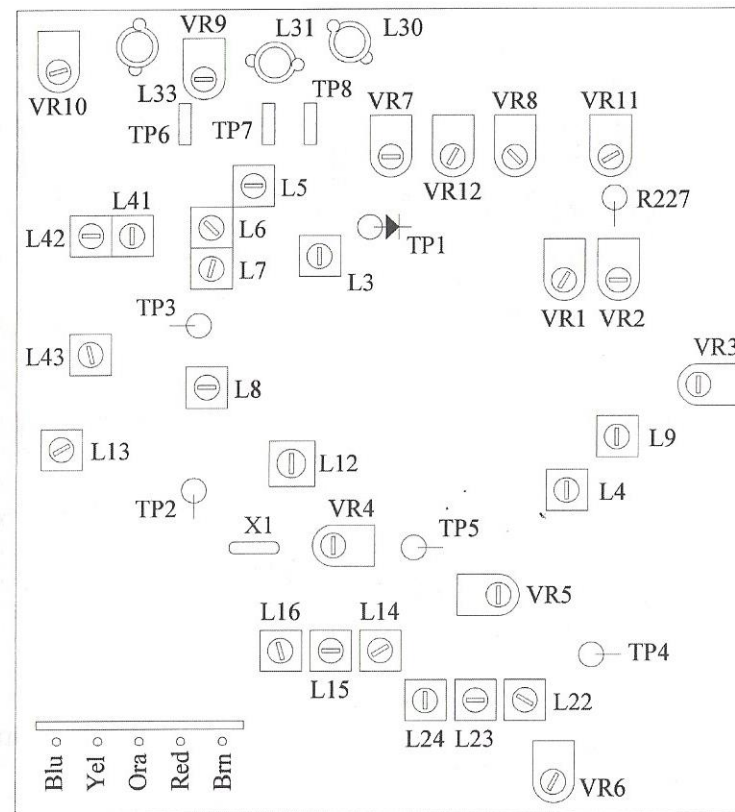 VR9
L31
L30
VR10
L33
TP8
TP6
TP7
VR7
VR8
VR11
VR12
L5
L41
R227
L42
L6
TP1
L7
L3
TP3
VR1
VR2
L43
VR3
L8
L13
L12
L9
TP2
L4
X1
VR4
TP5
VR5
L16
L14
TP4
L15
L22
L24
L23
Blu
Yel
Ora
Red
Brn
VR6